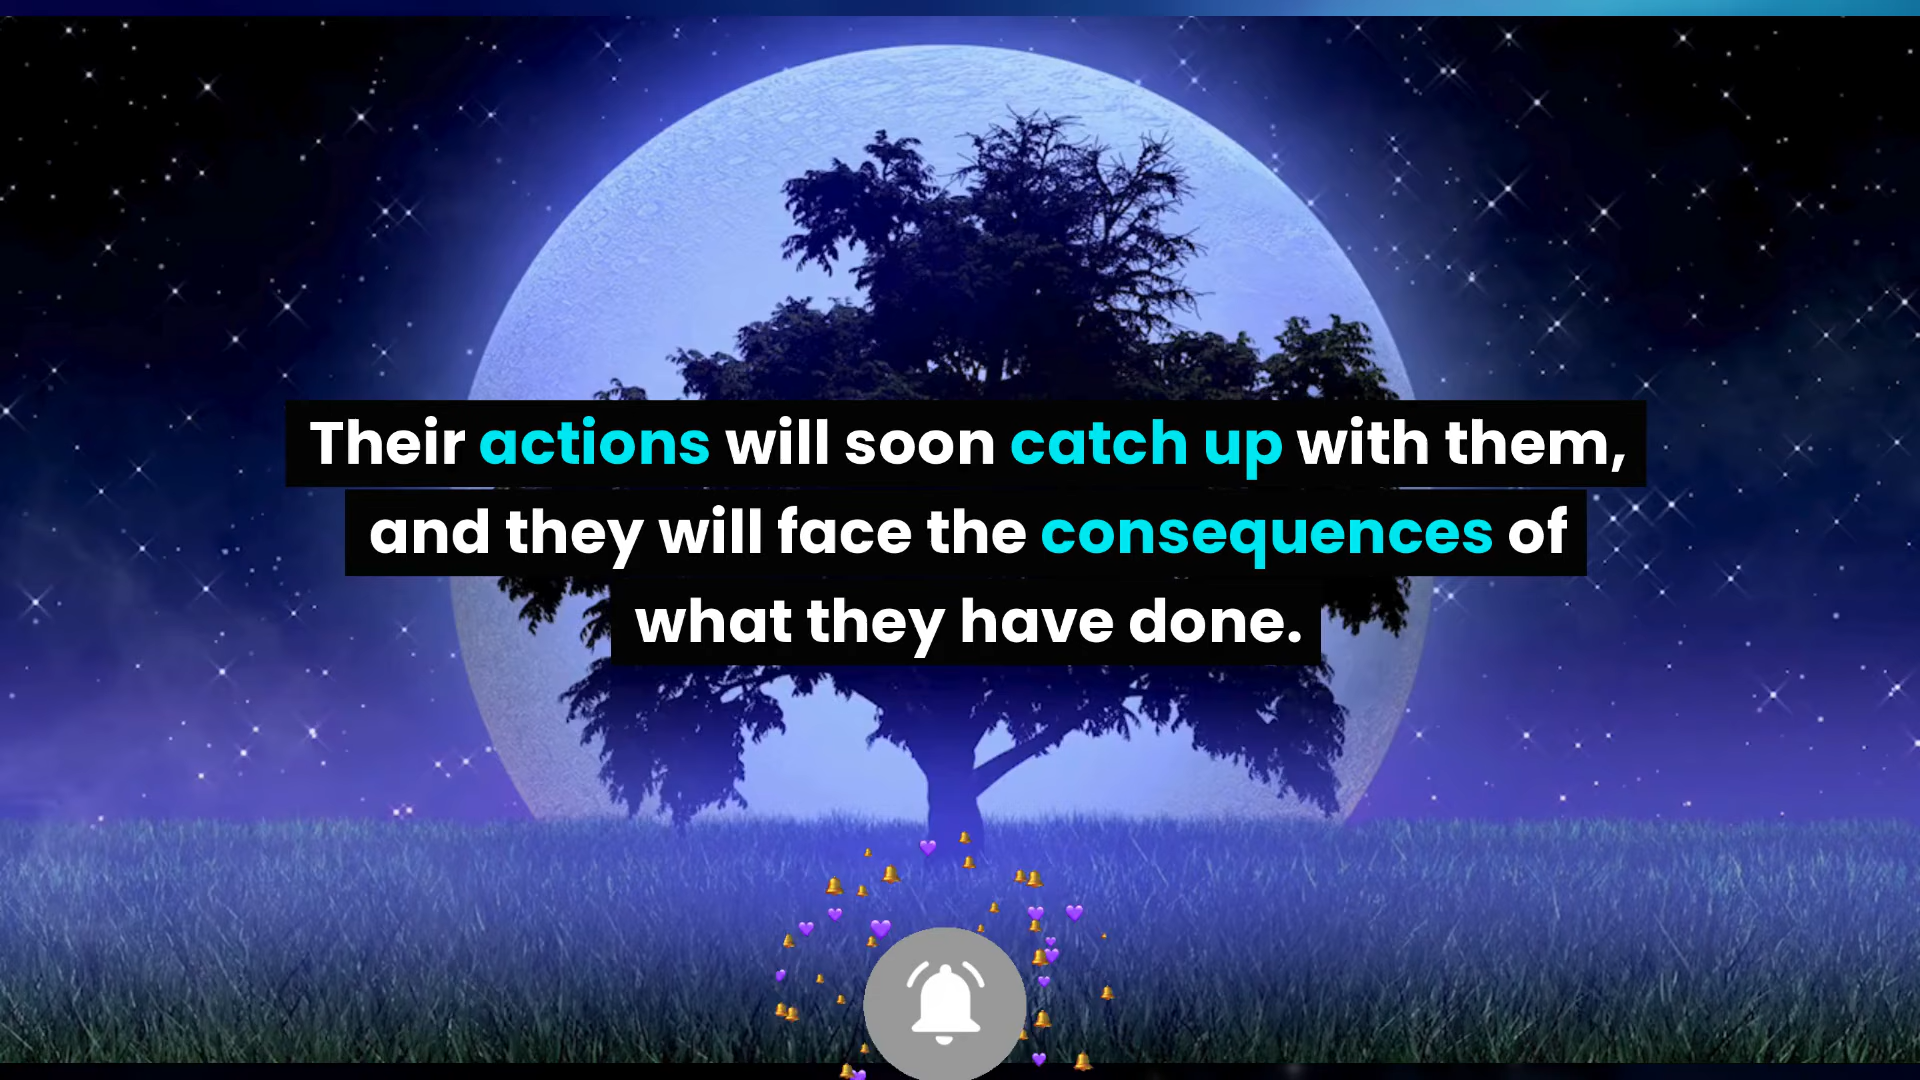 Their actions will soon catch up with them,
and they will face the consequences of
what they have done.